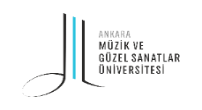 ANKARA
MÜZİK VE
GÜZEL SANATLAR
ÜNİVERSİTESİ